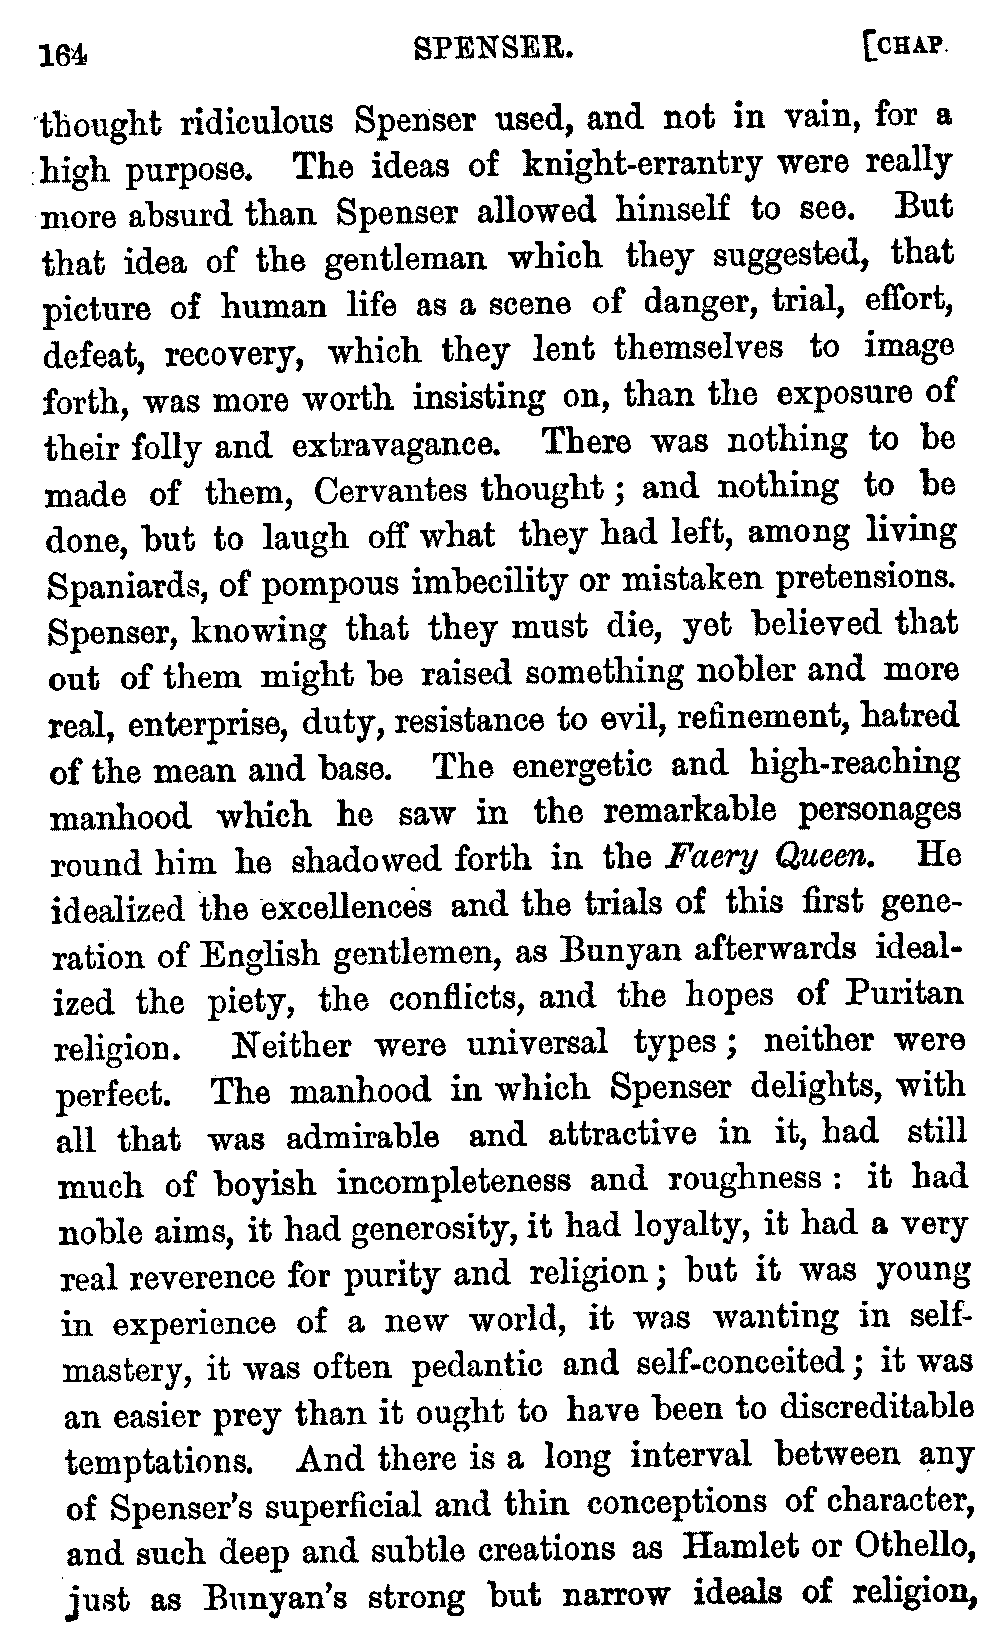 164 SPENSER. [CHAP.
thought ridiculous Spenser used, and not in vain, for a
high purpose. The ideas of knight-errantry were really
more absurd than Spenser allowed himself to see. But
that idea of the gentleman which they suggested, that
picture of human life as a scene of danger, trial, effort,
defeat, recovery, which they lent themselves to image
forth, was more worth insisting on, than the exposure of
their folly and extravagance. There was nothing to be
made of them, Cervantes thought; and nothing to be
done, but to laugh off what they had left, among living
Spaniards, of pompous imbecility or mistaken pretensions.
Spenser, knowing that they must die, yet believed that
out of them might be raised something nobler and more
real, enterprise, duty, resistance to evil, refinement, hatred
of the mean and base. The energetic and high-reaching
manhood which he saw in the remarkable personages
round him he shadowed forth in the Faery Queen. He
idealized the excellences and the trials of this first gene-
ration of English gentlemen, as Bunyan afterwards ideal-
ized the piety, the conflicts, and the hopes of Puritan
religion. Neither were universal types; neither were
perfect. The manhood in which Spenser delights, with
all that was admirable and attractive in it, had still
much of boyish incompleteness and roughness: it had
noble aims, it had generosity, it had loyalty, it had a very
real reverence for purity and religion; but it was young
in experience of a new world, it was wanting in self-
mastery, it was often pedantic and self-conceited; it was
an easier prey than it ought to have been to discreditable
temptations. And there is a long interval between any
of Spenser's superficial and thin conceptions of character,
and such deep and subtle creations as Hamlet or Othello,
just as Bunyan's strong but narrow ideals of religion,